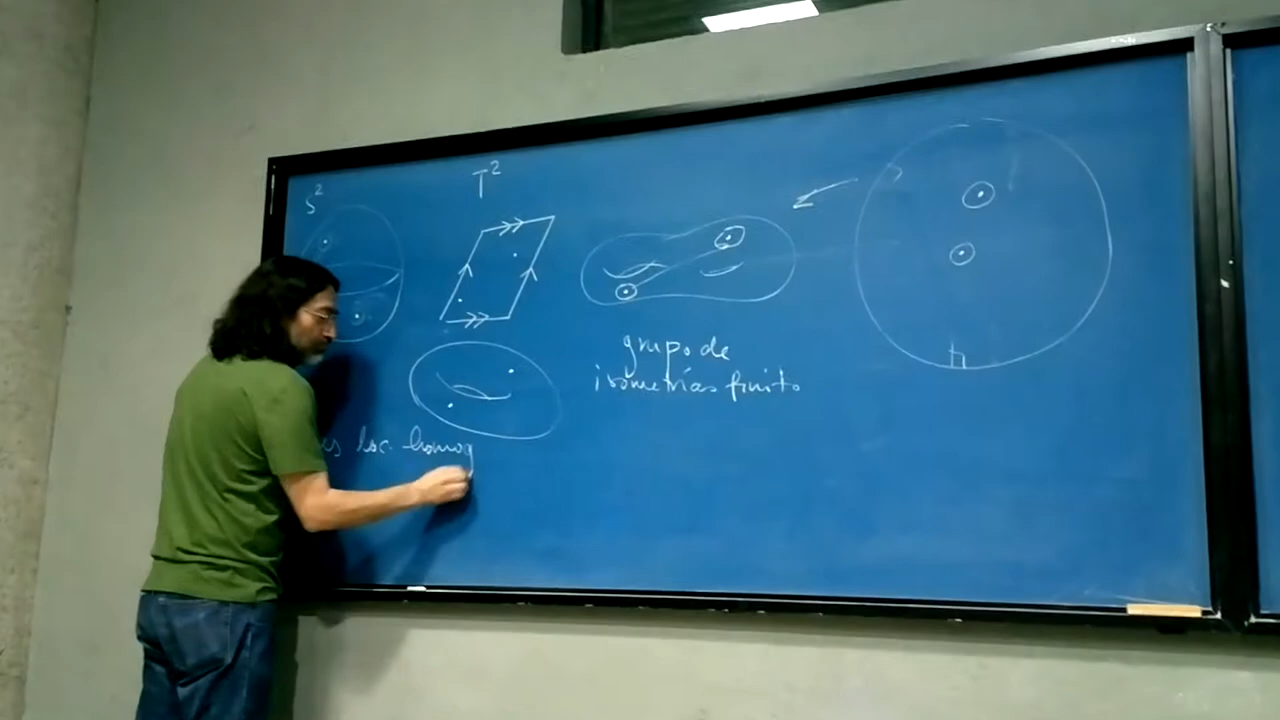 S²
T²
grupo de
isometrías finito
es loc. homog
h